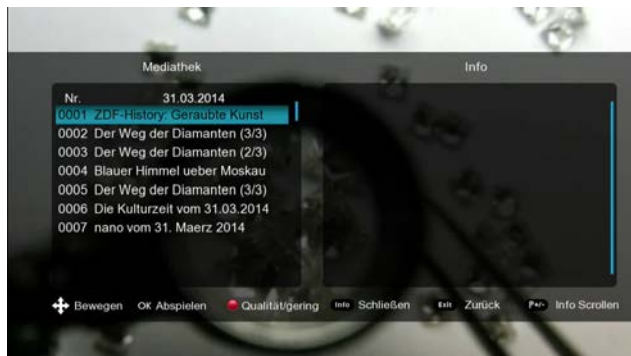 Mediathek
Info
Nr. 31.03.2014
0001 ZDF-History: Geraubte Kunst
0002 Der Weg der Diamanten (3/3)
0003 Der Weg der Diamanten (2/3)
0004 Blauer Himmel ueber Moskau
0005 Der Weg der Diamanten (3/3)
0006 Die Kulturzeit vom 31.03.2014
0007 nano vom 31. Maerz 2014
Bewegen OK Abspielen Qualität/gering Info Schließen Exit Zurück P+/- Info Scrollen